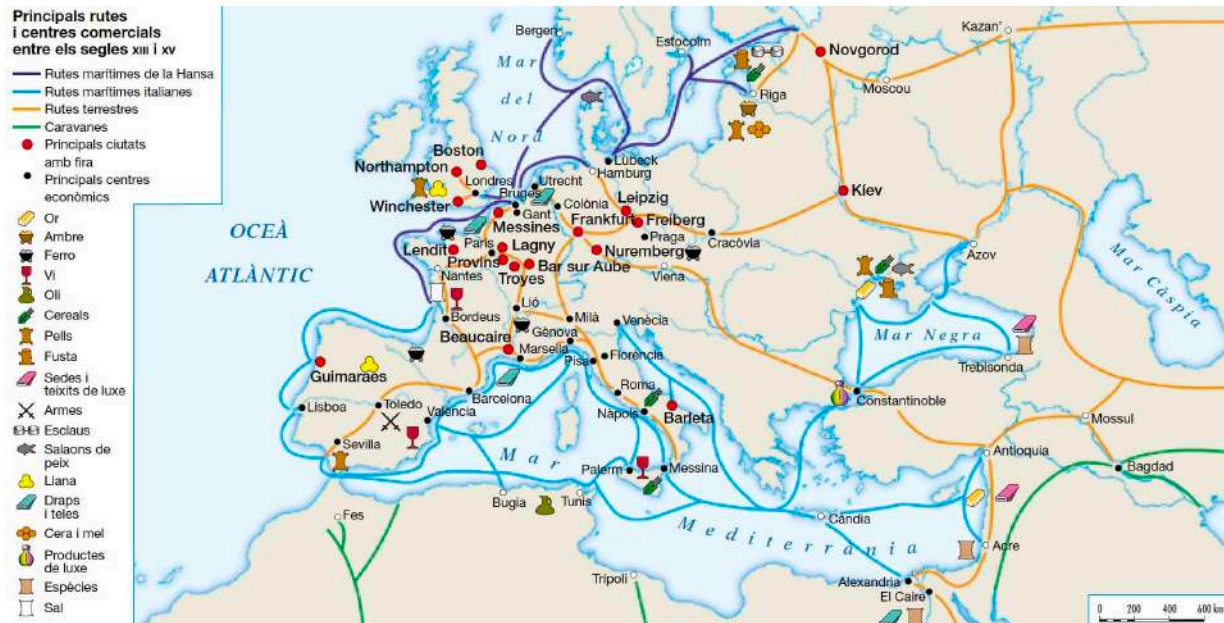 Principals rutes
i centres comercials
entre els segles XIII i XV
Rutes marítimes de la Hansa
Rutes marítimes italianes
Rutes terrestres
Caravanes
Principals ciutats
amb fira
Principals centres
econòmics
Or
Ambre
Ferro
Vi
Oli
Cereals
Pells
Fusta
Sedes i
teixits de luxe
Armes
Esclaus
Salaons de
peix
Llana
Draps
i teles
Cera i mel
Productes
de luxe
Espècies
Sal
Bergen
Estocolm
Novgorod
Kazan'
Moscou
Riga
Mar
del
Nord
Boston
Northampton
Londres
Winchester
Bruges
Utrecht
Lübeck
Hamburg
Gant
Colònia
Messines
Leipzig
Frankfurt
Freiberg
Praga
Cracòvia
Kíev
Lendit
París
Lagny
Provins
Troyes
Bar sur Aube
Nuremberg
Viena
Nantes
Azov
OCEÀ
ATLÀNTIC
Bordeus
Lió
Milà
Venècia
Gènova
Beaucaire
Marsella
Pisa
Florència
Mar Negra
Mar Càspia
Trebisonda
Guimaraes
Lisboa
Toledo
València
Barcelona
Sevilla
Roma
Nàpols
Barleta
Constantinoble
Mossul
Antioquia
Bagdad
Palerm
Messina
Mar
Mediterrània
Bugia
Tunis
Fes
Trípoli
Càndia
Acre
Alexandria
El Caire
0 200 400 600 km